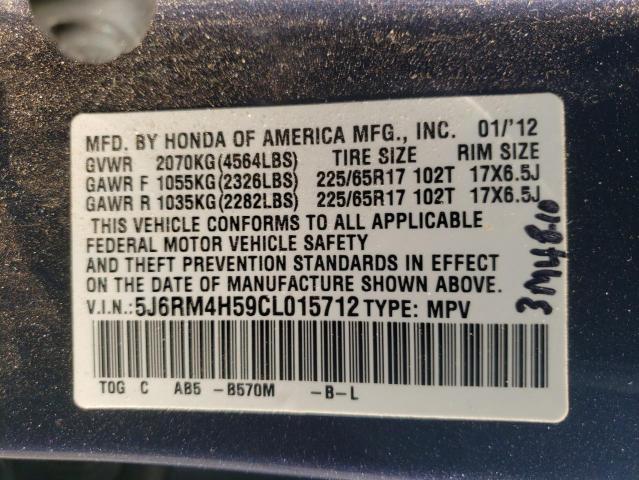 MFD. BY HONDA OF AMERICA MFG., INC. 01/'12
GVWR 2070KG(4564LBS) TIRE SIZE RIM SIZE
GAWR F 1055KG(2326LBS) 225/65R17 102T 17X6.5J
GAWR R 1035KG(2282LBS) 225/65R17 102T 17X6.5J
THIS VEHICLE CONFORMS TO ALL APPLICABLE
FEDERAL MOTOR VEHICLE SAFETY
AND THEFT PREVENTION STANDARDS IN EFFECT
ON THE DATE OF MANUFACTURE SHOWN ABOVE.
V.I.N.:5J6RM4H59CL015712 TYPE: MPV
TOG C AB5 -B570M -B-L
3M48-10